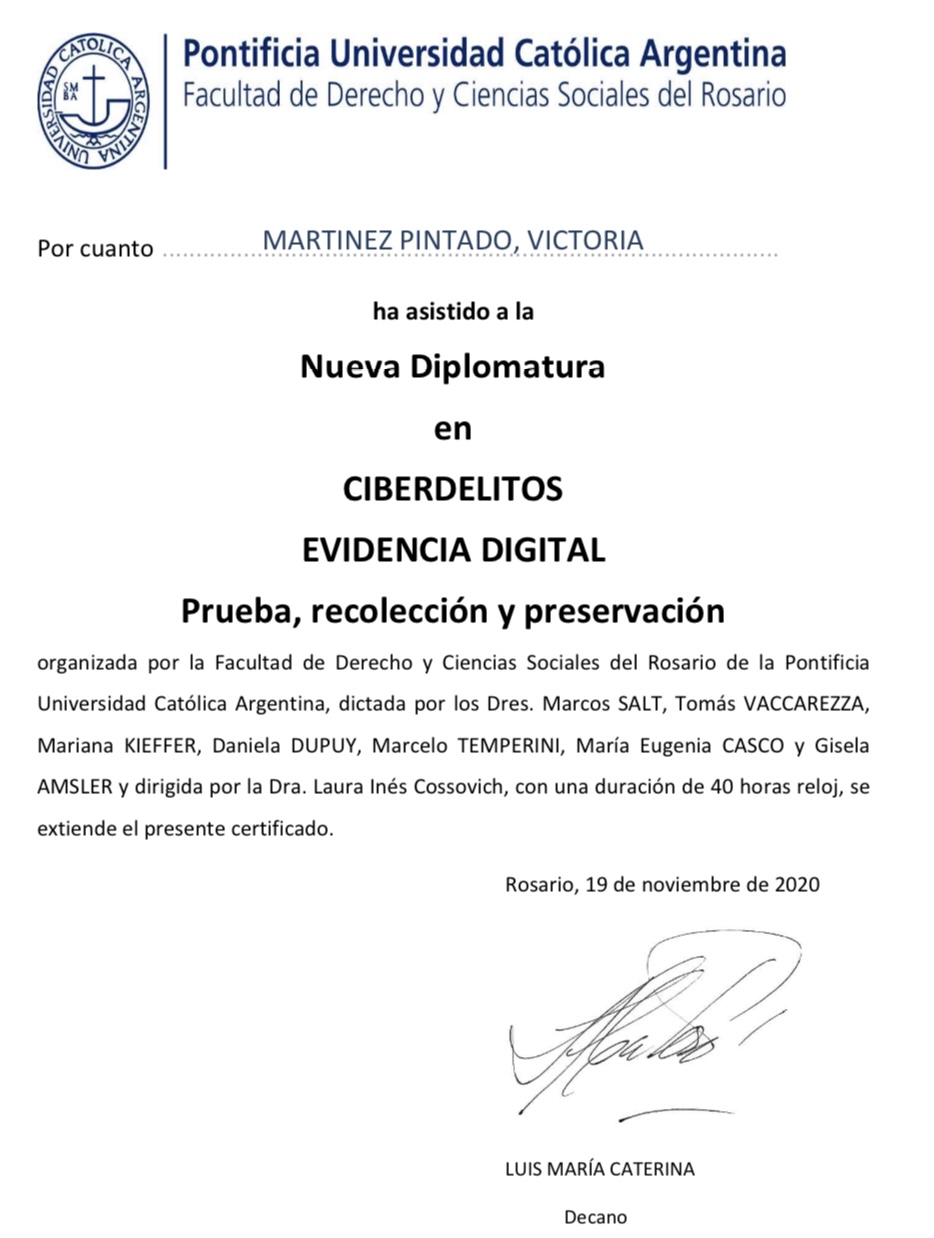 UNIVERSIDAD CATOLICA ARGENTINA
SM
BA
Pontificia Universidad Católica Argentina
Facultad de Derecho y Ciencias Sociales del Rosario
Por cuanto MARTINEZ PINTADO, VICTORIA
ha asistido a la
Nueva Diplomatura
en
CIBERDELITOS
EVIDENCIA DIGITAL
Prueba, recolección y preservación
organizada por la Facultad de Derecho y Ciencias Sociales del Rosario de la Pontificia
Universidad Católica Argentina, dictada por los Dres. Marcos SALT, Tomás VACCAREZZA,
Mariana KIEFFER, Daniela DUPUY, Marcelo TEMPERINI, María Eugenia CASCO y Gisela
AMSLER y dirigida por la Dra. Laura Inés Cossovich, con una duración de 40 horas reloj, se
extiende el presente certificado.
Rosario, 19 de noviembre de 2020
LUIS MARÍA CATERINA
Decano